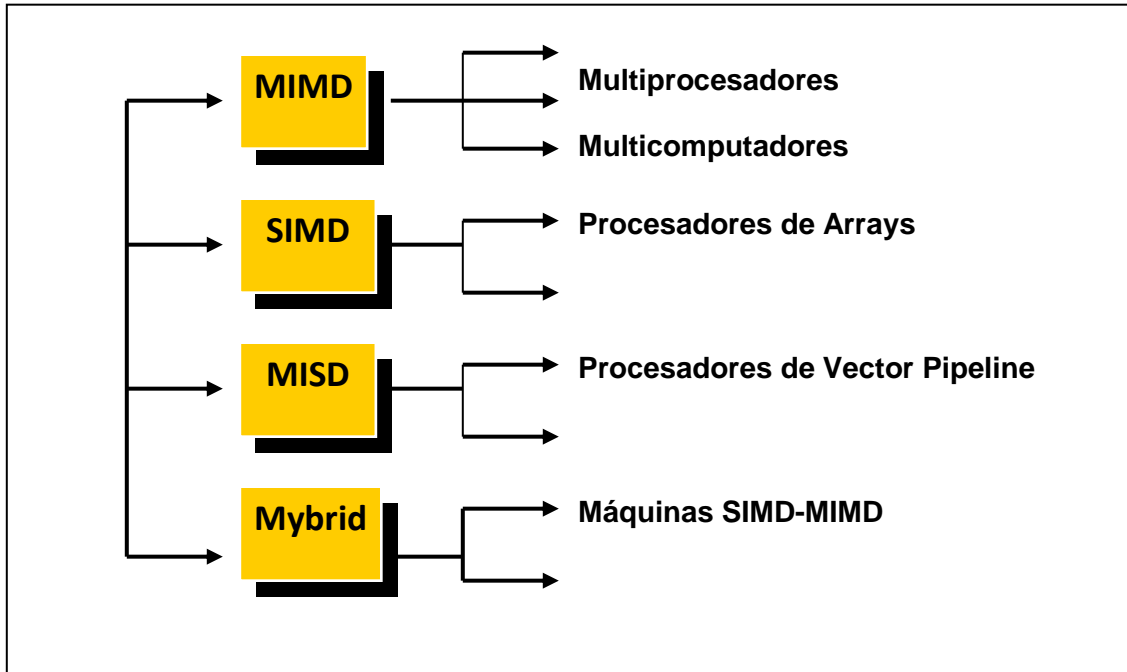 MIMD
Multiprocesadores
Multicomputadores
SIMD
Procesadores de Arrays
MISD
Procesadores de Vector Pipeline
Mybrid
Máquinas SIMD-MIMD